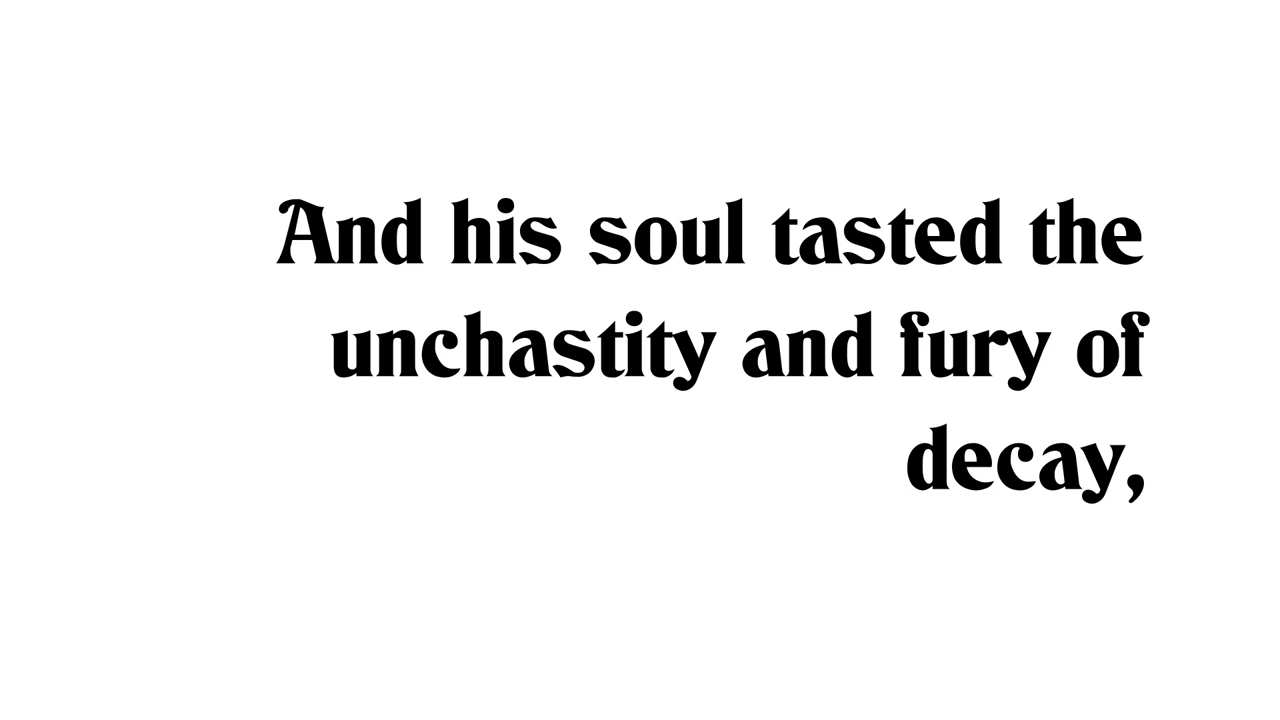 And his soul tasted the
unchastity and fury of
decay,